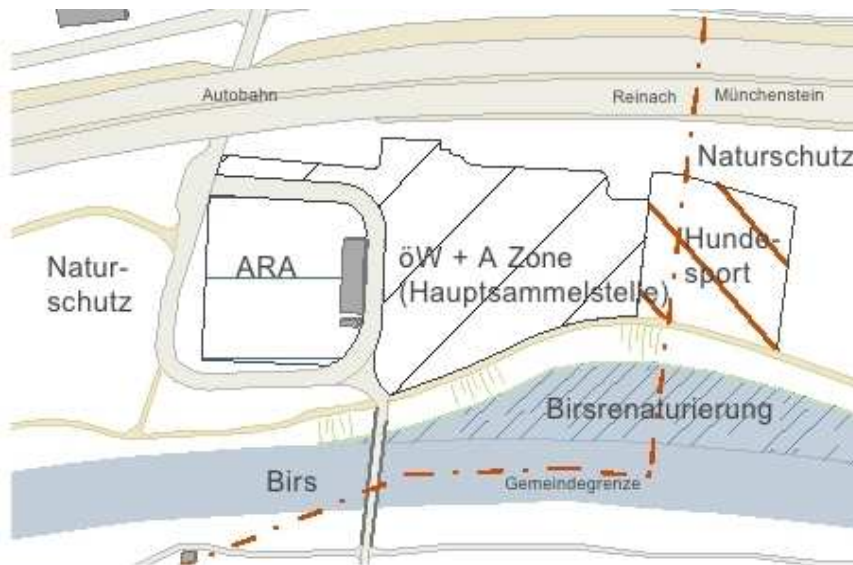 Autobahn
Reinach
Münchenstein
Naturschutz
Natur-
schutz
ARA
öW + A Zone
(Hauptsammelstelle)
Hunde-
sport
Birsrenaturierung
Birs
Gemeindegrenze